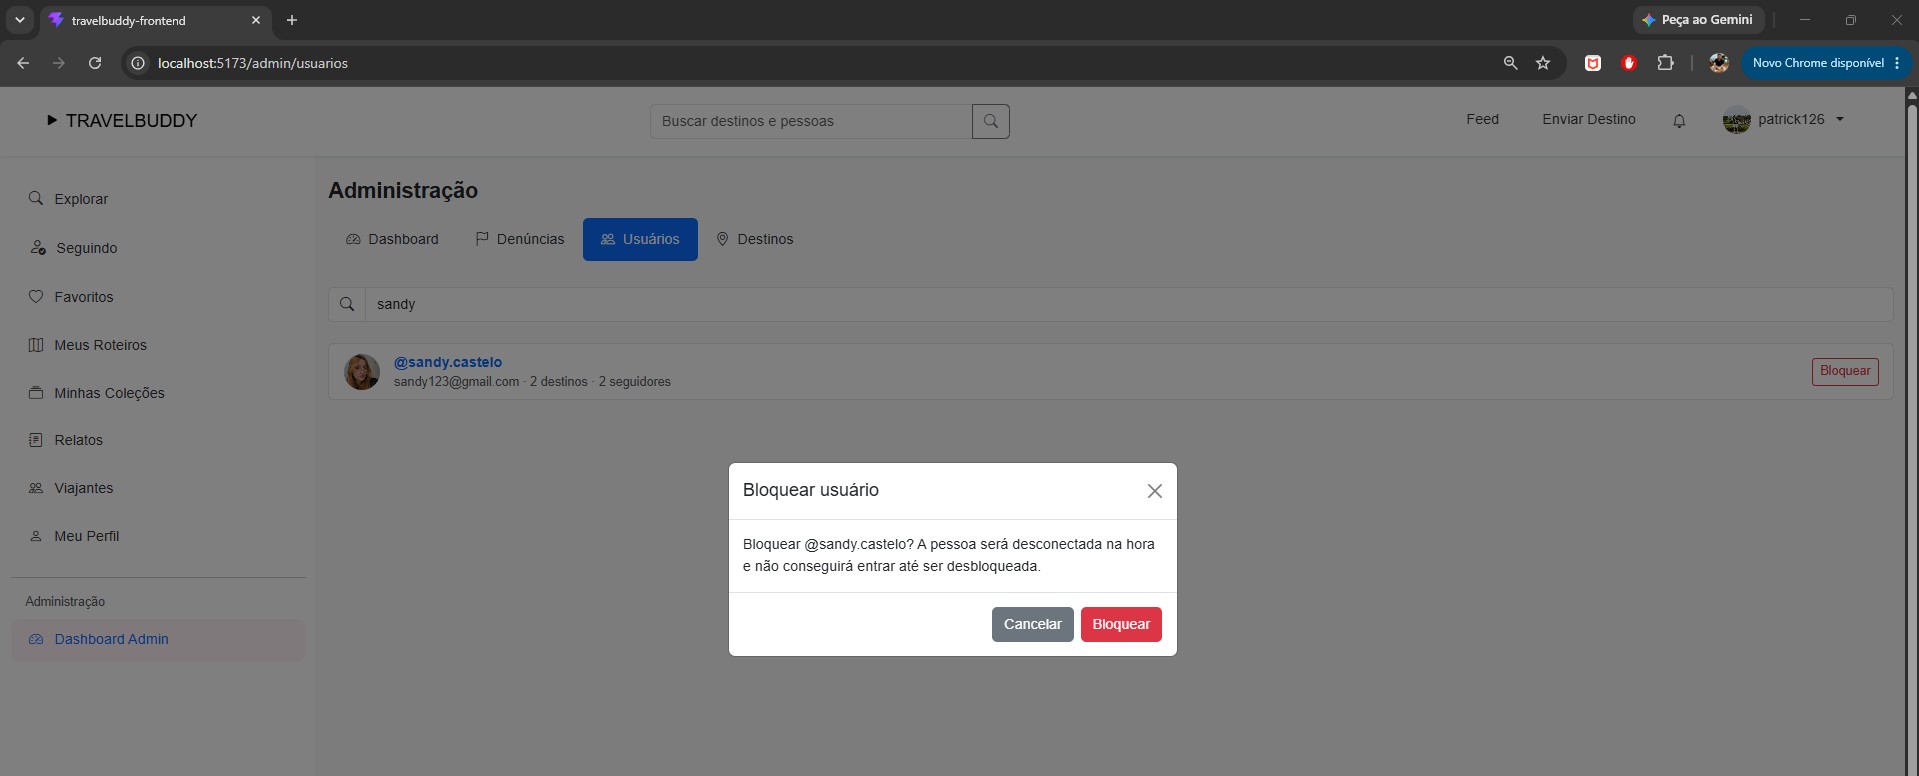 travelbuddy-frontend
Peça ao Gemini
localhost:5173/admin/usuarios
Novo Chrome disponível
TRAVELBUDDY
Buscar destinos e pessoas
Feed
Enviar Destino
patrick126
Explorar
Seguindo
Favoritos
Meus Roteiros
Minhas Coleções
Relatos
Viajantes
Meu Perfil
Administração
Dashboard Admin
Administração
Dashboard
Denúncias
Usuários
Destinos
sandy
@sandy.castelo
sandy123@gmail.com · 2 destinos · 2 seguidores
Bloquear
Bloquear usuário
Bloquear @sandy.castelo? A pessoa será desconectada na hora
e não conseguirá entrar até ser desbloqueada.
Cancelar
Bloquear